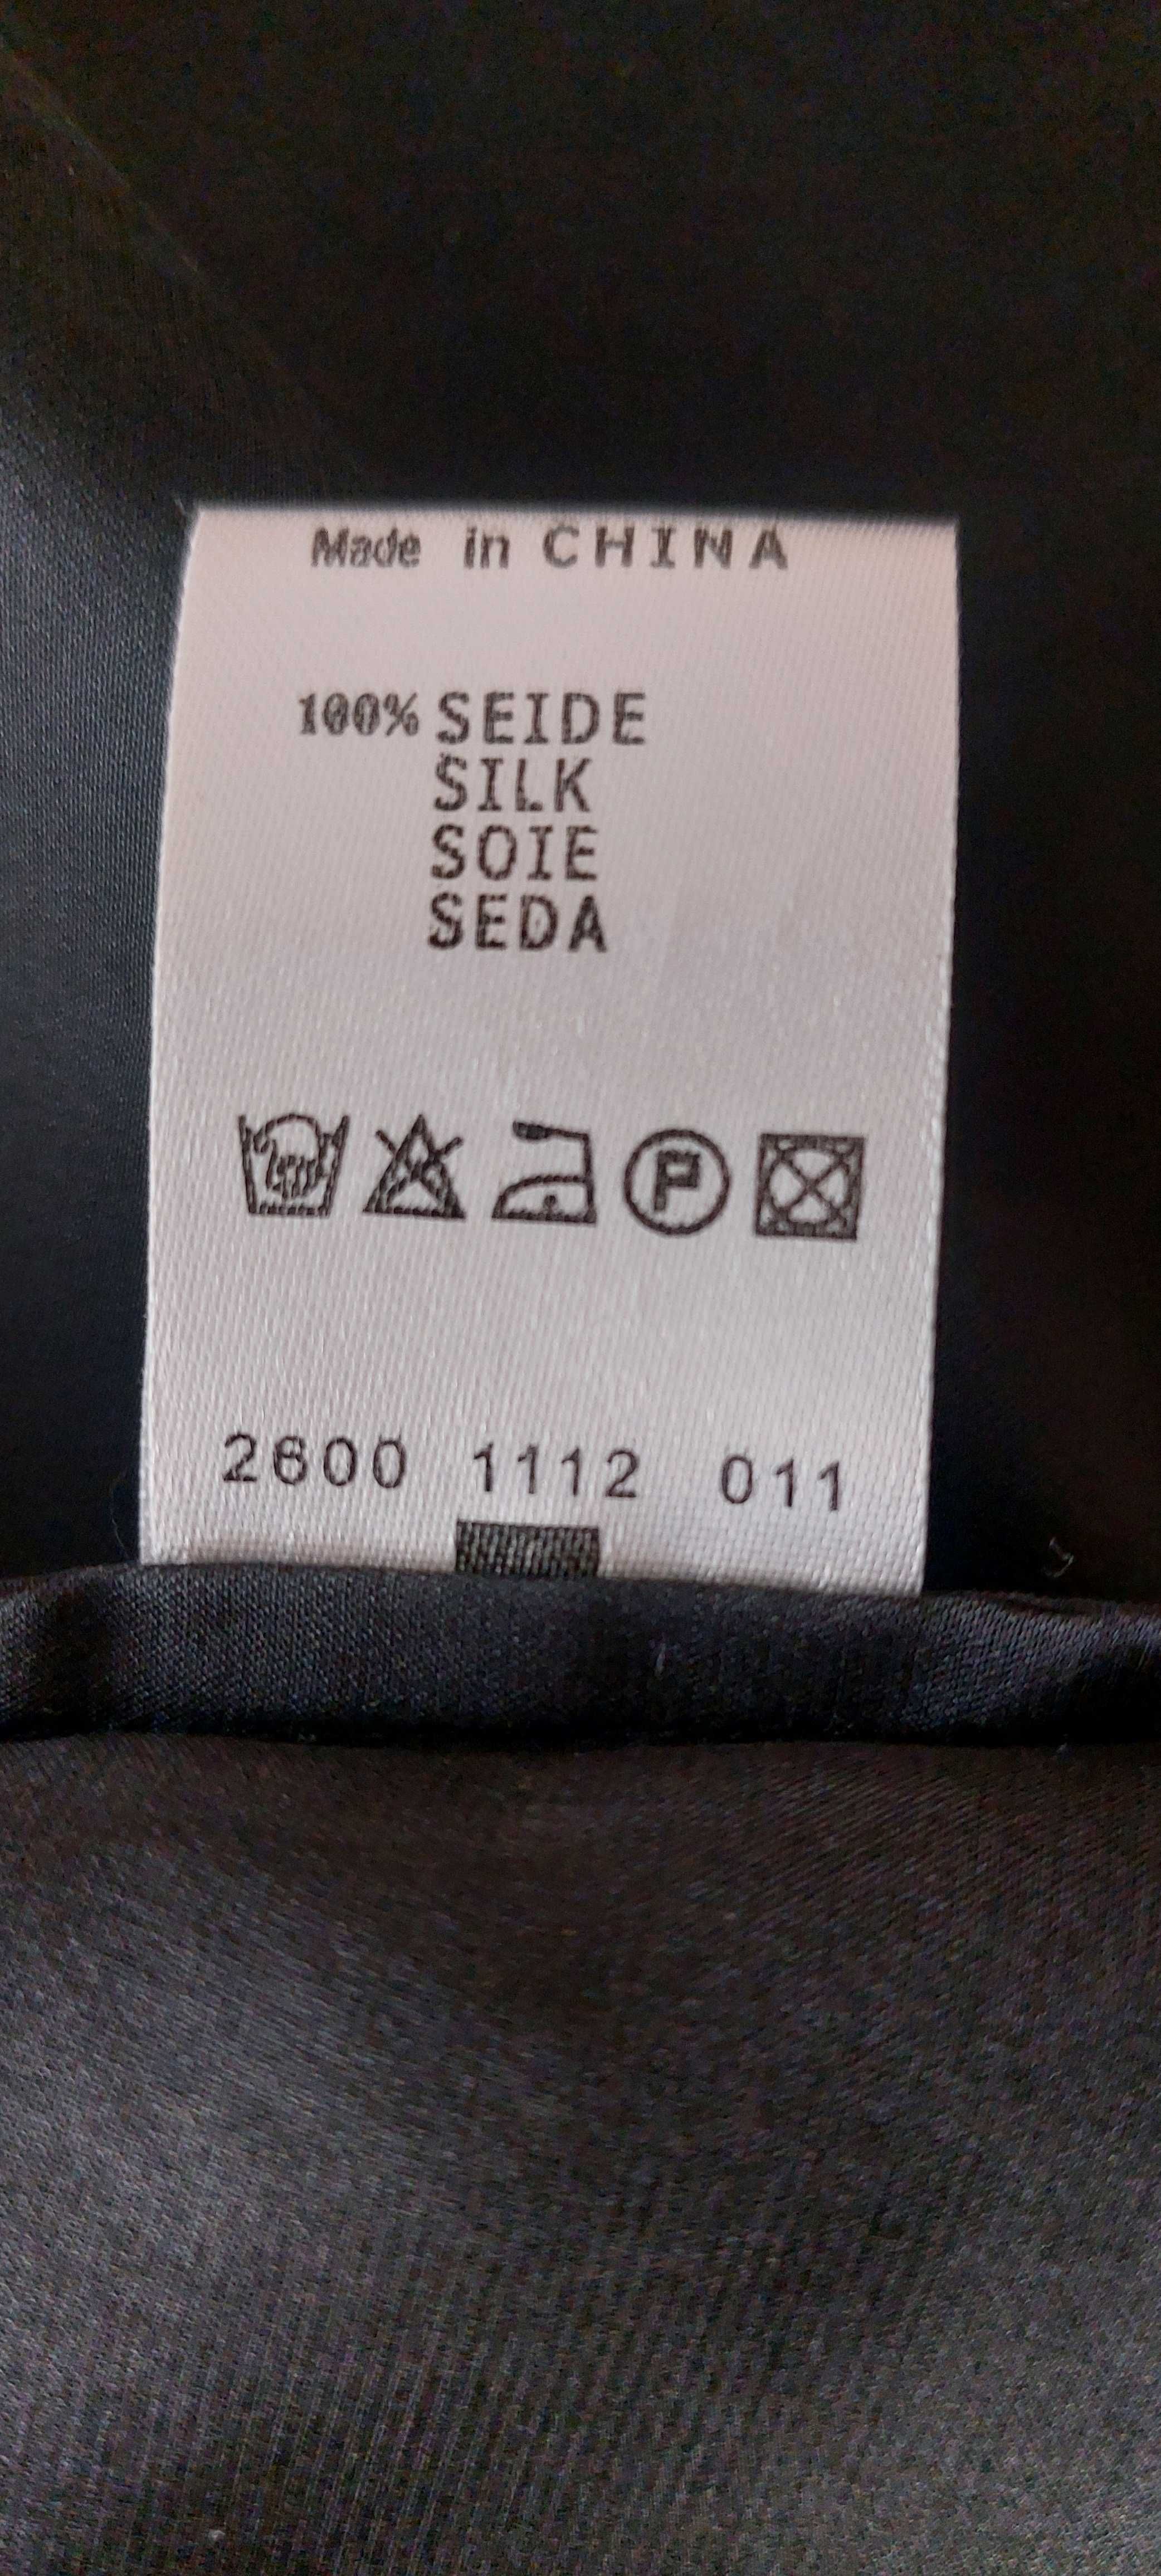 Made in CHINA
100% SEIDE
SILK
SOIE
SEDA
P
2600 1112 011